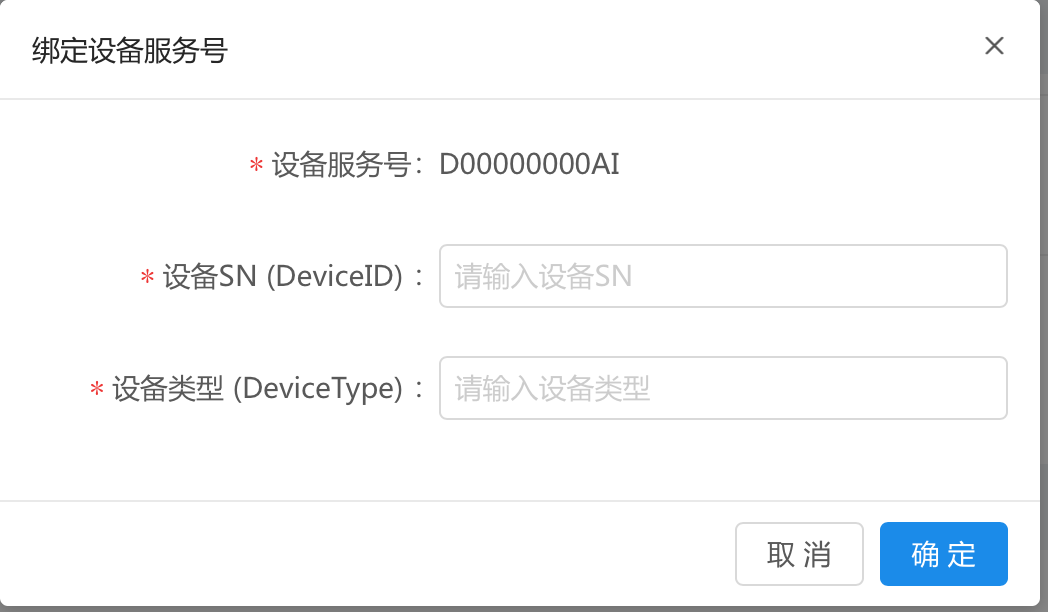 绑定设备服务号
* 设备服务号: D00000000AI
* 设备SN (DeviceID) : 请输入设备SN
* 设备类型 (DeviceType) : 请输入设备类型
取 消 确 定